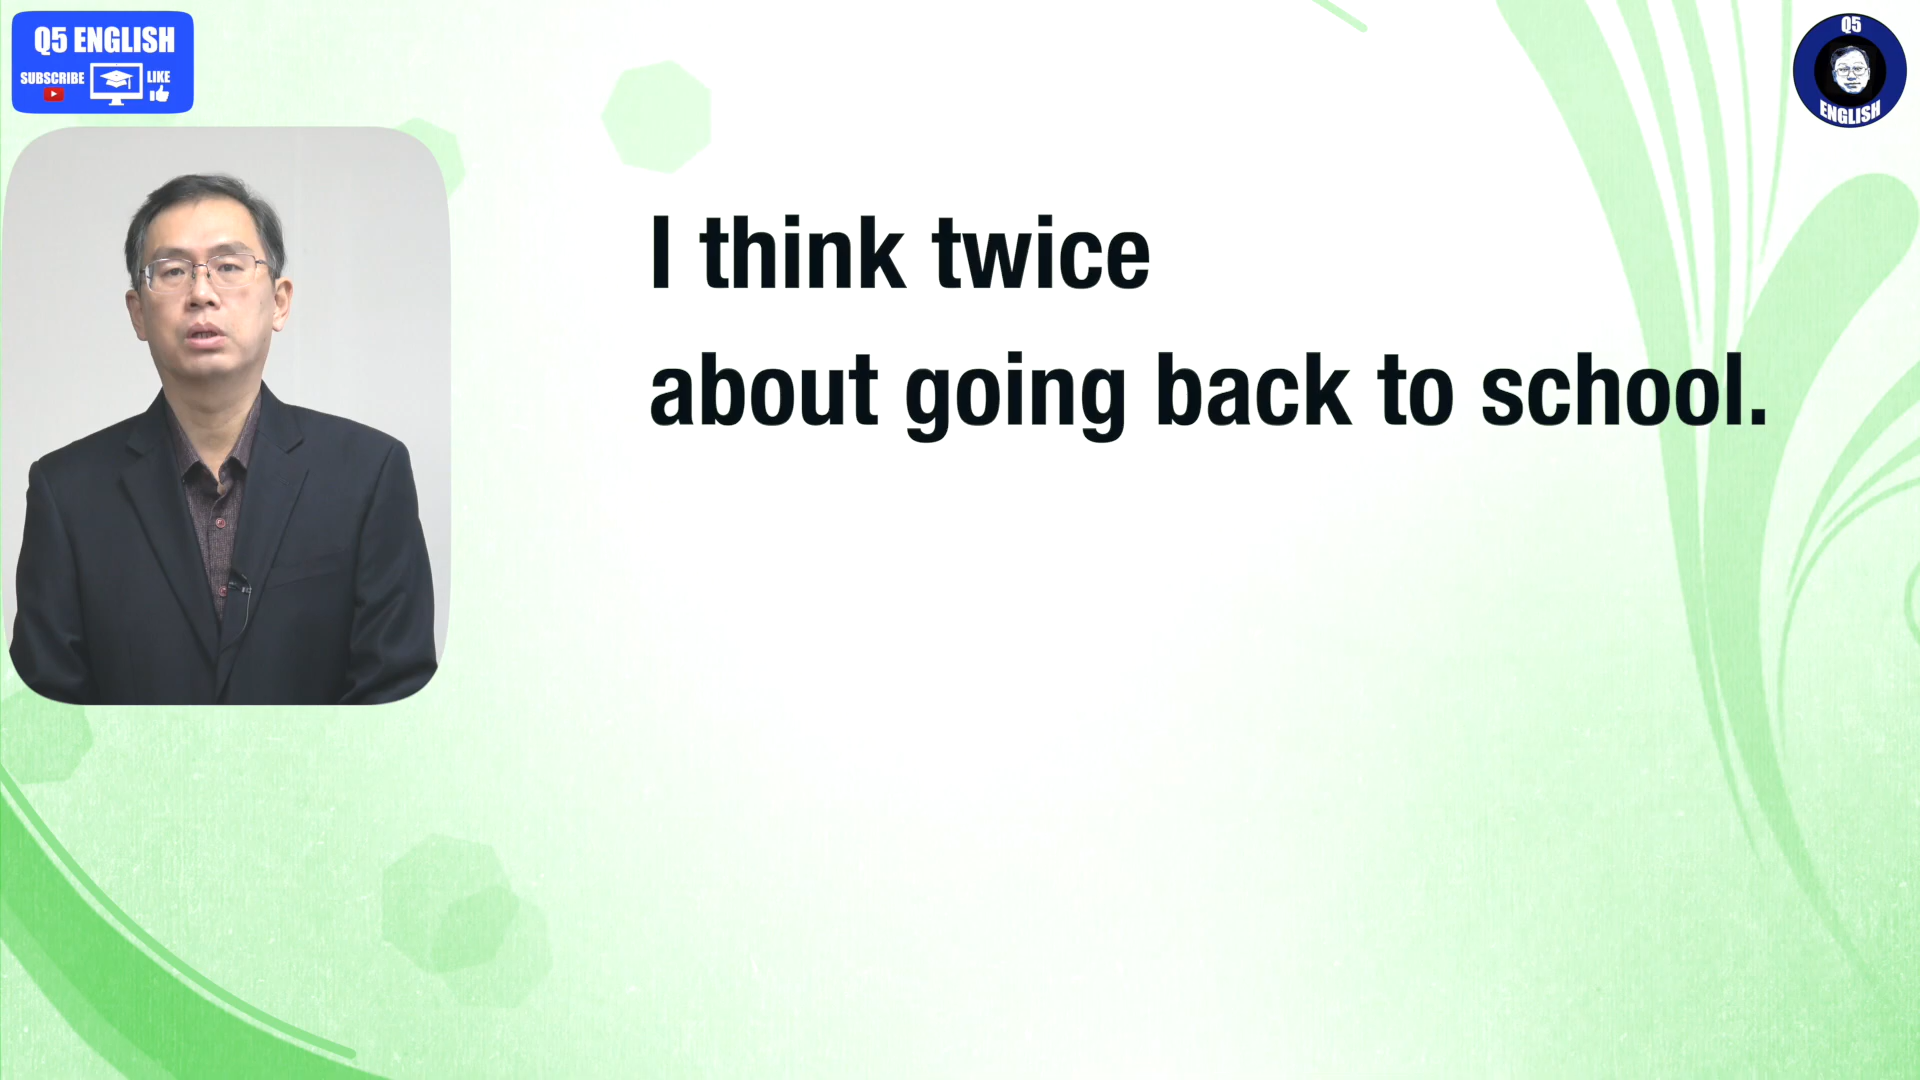 Q5 ENGLISH
SUBSCRIBE
LIKE
Q5
ENGLISH
I think twice
about going back to school.